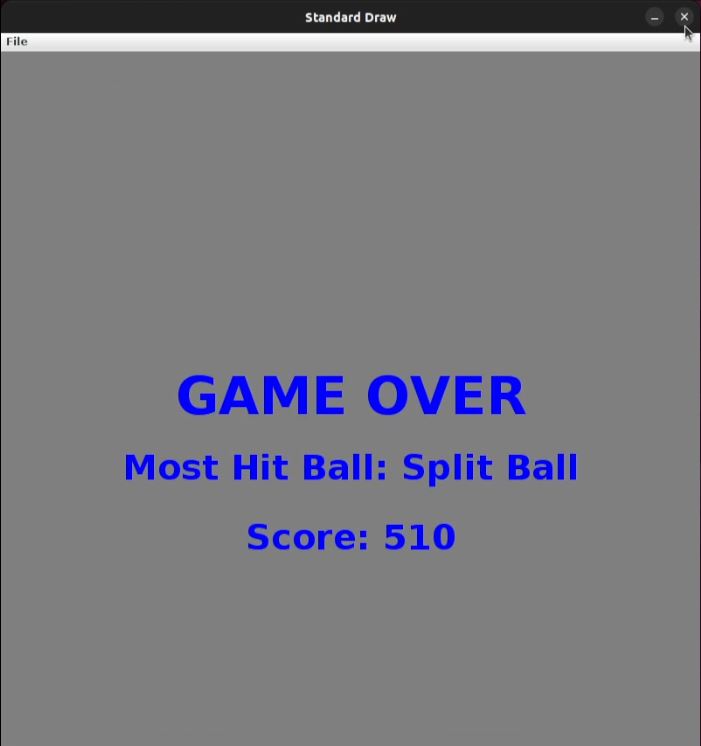 Standard Draw
File
GAME OVER
Most Hit Ball: Split Ball
Score: 510